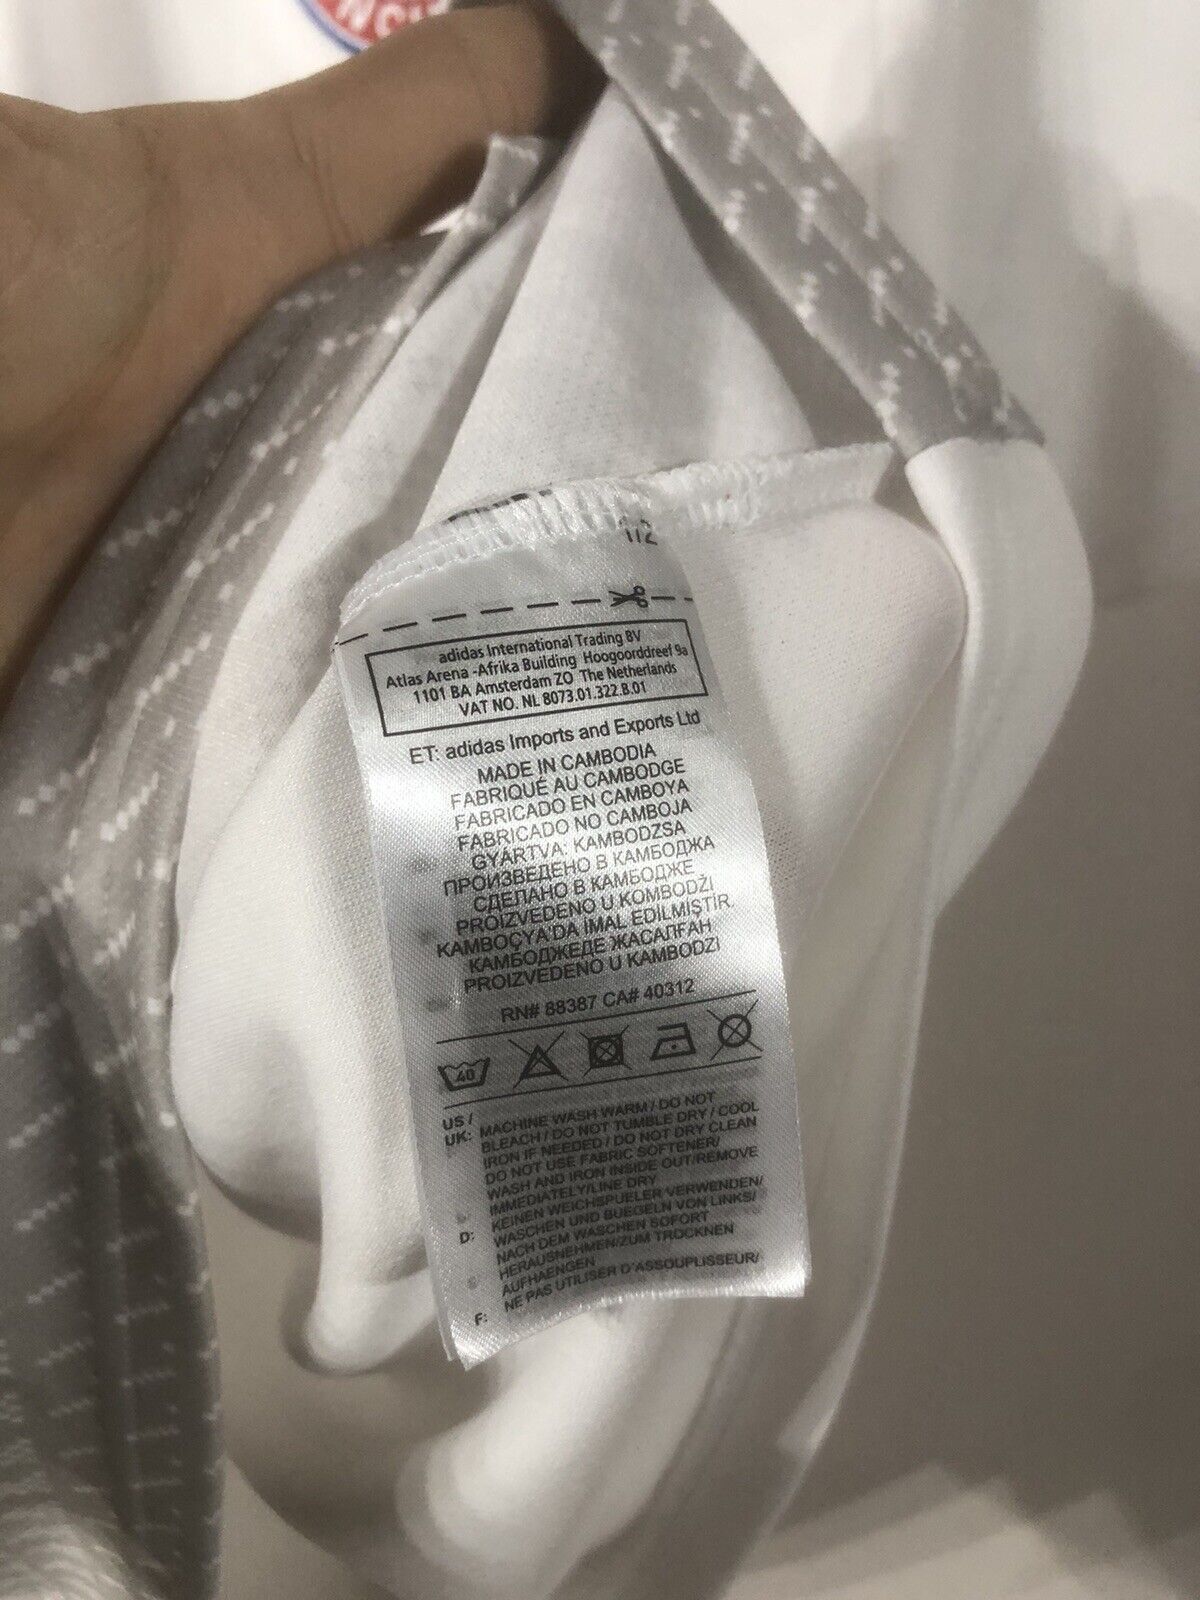 NCH
1/2
adidas International Trading BV
Atlas Arena -Afrika Building Hoogoorddreef 9a
1101 BA Amsterdam ZO The Netherlands
VAT NO. NL 8073.01.322.B.01
ET: adidas Imports and Exports Ltd
MADE IN CAMBODIA
FABRIQUÉ AU CAMBODGE
FABRICADO EN CAMBOYA
FABRICADO NO CAMBOJA
GYÁRTVA: KAMBODZSA
ПРОИЗВЕДЕНО В КАМБОДЖА
СДЕЛАНО В КАМБОДЖЕ
PROIZVEDENO U KOMBODŽI
KAMBOÇYA'DA İMAL EDİLMİŞTİR.
КАМБОДЖЕДЕ ЖАСАЛҒАН
PROIZVEDENO U KAMBODZI
RN# 88387 CA# 40312
40
US / UK: MACHINE WASH WARM / DO NOT
BLEACH / DO NOT TUMBLE DRY / COOL
IRON IF NEEDED / DO NOT DRY CLEAN
DO NOT USE FABRIC SOFTENER/
WASH AND IRON INSIDE OUT/REMOVE
IMMEDIATELY/LINE DRY
D: KEINEN WEICHSPUELER VERWENDEN/
WASCHEN UND BUEGELN VON LINKS/
NACH DEM WASCHEN SOFORT
HERAUSNEHMEN/ZUM TROCKNEN
AUFHAENGEN
F: NE PAS UTILISER D'ASSOUPLISSEUR/